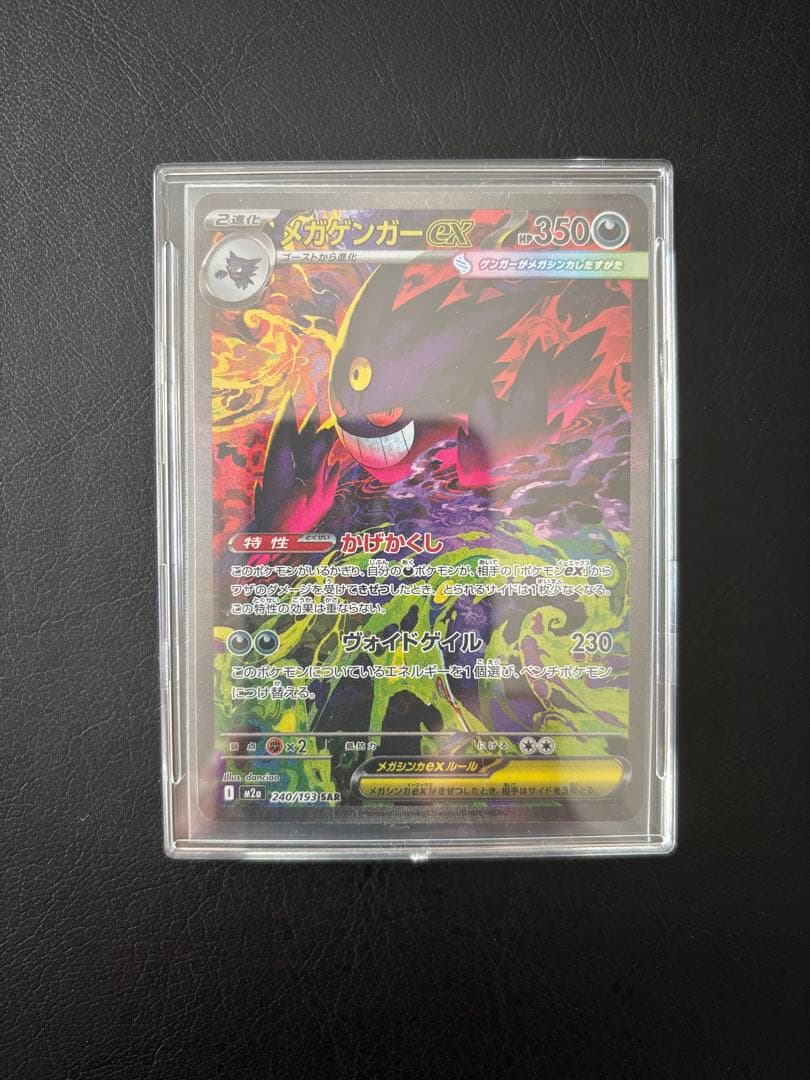 2進化
メガゲンガーex
HP350
ゴーストから進化
ゲンガーがメガシンカしたすがた
特性
とくせい
かげかくし
このポケモンがいるかぎり、自分のポケモンが、相手の「ポケモンex」から
ワザのダメージを受けてきぜつしたとき、とられるサイドは1枚少なくなる。
この特性の効果は重ならない。
ヴォイドゲイル 230
このポケモンについているエネルギーを1個選び、ベンチポケモン
につけ替える。
弱点 ×2 抵抗力 にげる
メガシンカexルール
メガシンカexがきぜつしたとき、相手はサイドを3枚とる。
Illus. danciao
I M2a 240/193 SAR